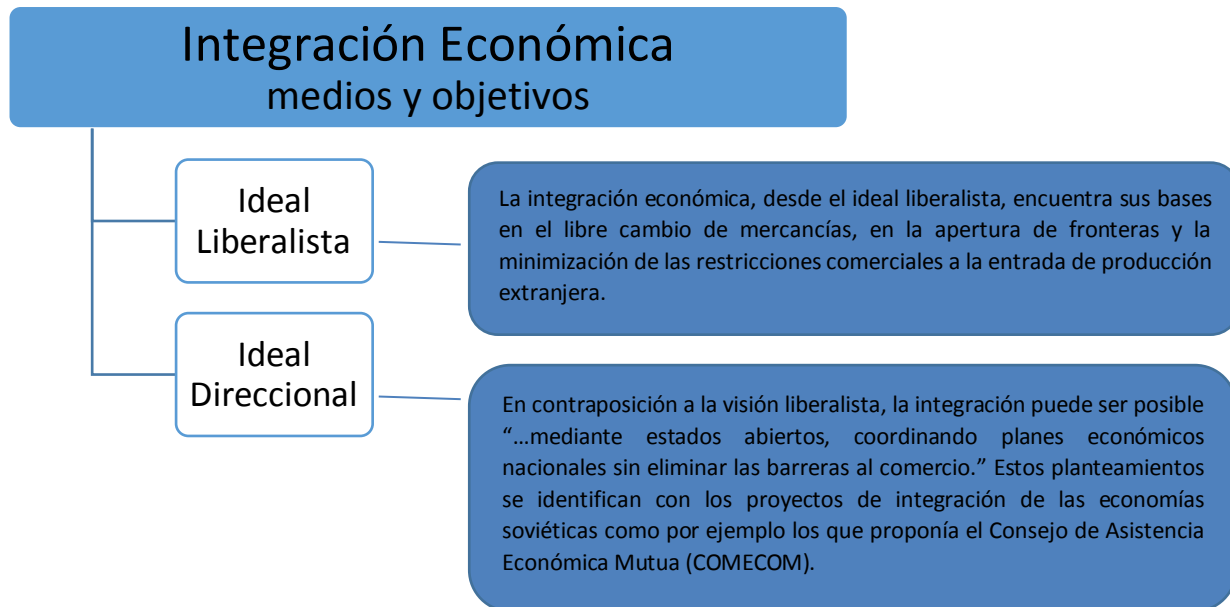 Integración Económica
medios y objetivos
Ideal
Liberalista
La integración económica, desde el ideal liberalista, encuentra sus bases
en el libre cambio de mercancías, en la apertura de fronteras y la
minimización de las restricciones comerciales a la entrada de producción
extranjera.
Ideal
Direccional
En contraposición a la visión liberalista, la integración puede ser posible
“...mediante estados abiertos, coordinando planes económicos
nacionales sin eliminar las barreras al comercio.” Estos planteamientos
se identifican con los proyectos de integración de las economías
soviéticas como por ejemplo los que proponía el Consejo de Asistencia
Económica Mutua (COMECOM).